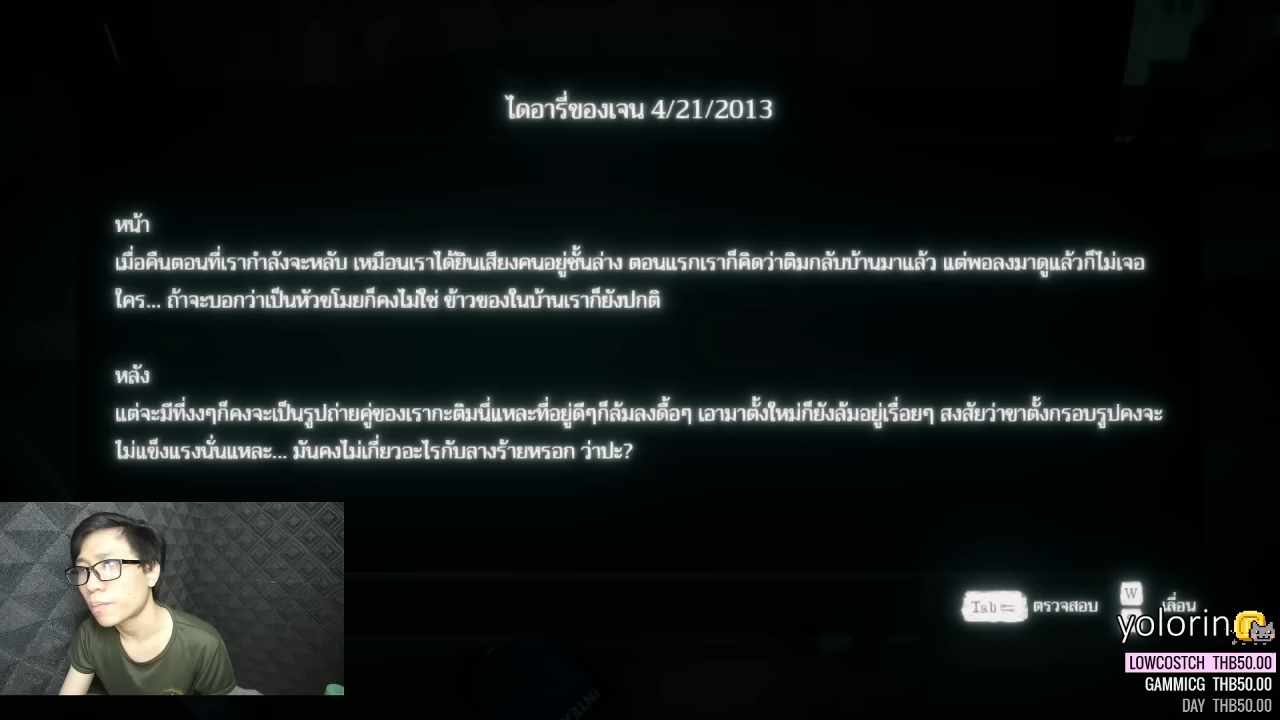 ไดอารี่ของเจน 4/21/2013
หน้า
เมื่อคืนตอนที่เรากำลังจะหลับ เหมือนเราได้ยินเสียงคนอยู่ชั้นล่าง ตอนแรกเราก็คิดว่าติมกลับบ้านมาแล้ว แต่พอลงมาดูแล้วก็ไม่เจอ
ใคร... ถ้าจะบอกว่าเป็นหัวขโมยก็คงไม่ใช่ ข้าวของในบ้านเราก็ยังปกติ
หลัง
แต่จะมีที่งงๆก็คงจะเป็นรูปถ่ายคู่ของเรากะติมนี่แหละที่อยู่ดีๆก็ล้มลงดื้อๆ เอามาตั้งใหม่ก็ยังล้มอยู่เรื่อยๆ สงสัยว่าขาตั้งกรอบรูปคงจะ
ไม่แข็งแรงนั่นแหละ... มันคงไม่เกี่ยวอะไรกับลางร้ายหรอก ว่าปะ?
W
Tab ตรวจสอบ เลื่อน
yolorin
LOWCOSTCH THB50.00
GAMMICG THB50.00
DAY THB50.00